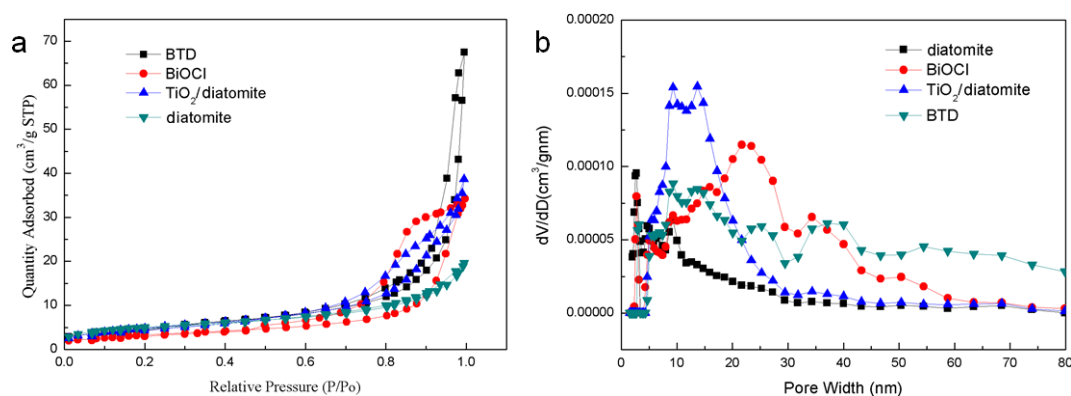 a
Quantity Adsorbed (cm³/g STP)
70
60
50
40
30
20
10
0
BTD
BiOCl
TiO₂/diatomite
diatomite
0.0 0.2 0.4 0.6 0.8 1.0
Relative Pressure (P/Po)
b
dV/dD(cm³/gnm)
0.00020
0.00015
0.00010
0.00005
0.00000
diatomite
BiOCl
TiO₂/diatomite
BTD
0 10 20 30 40 50 60 70 80
Pore Width (nm)